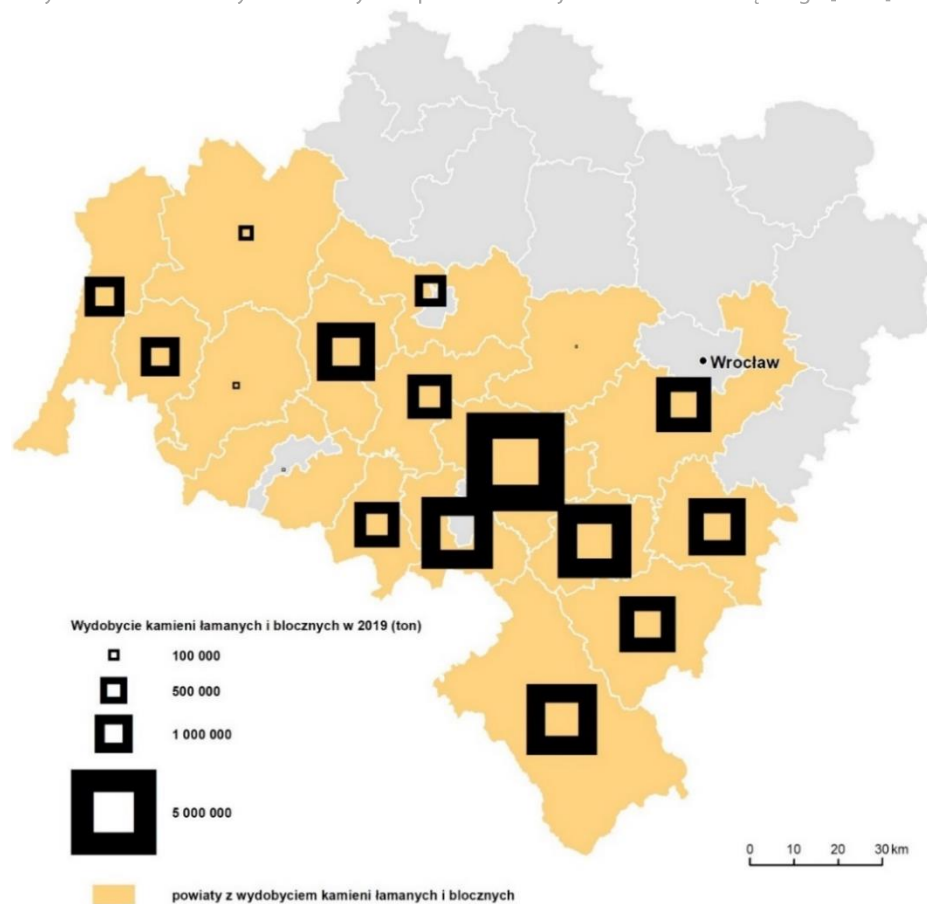 Wrocław
Wydobycie kamieni łamanych i blocznych w 2019 (ton)
100 000
500 000
1 000 000
5 000 000
0 10 20 30 km
powiaty z wydobyciem kamieni łamanych i blocznych